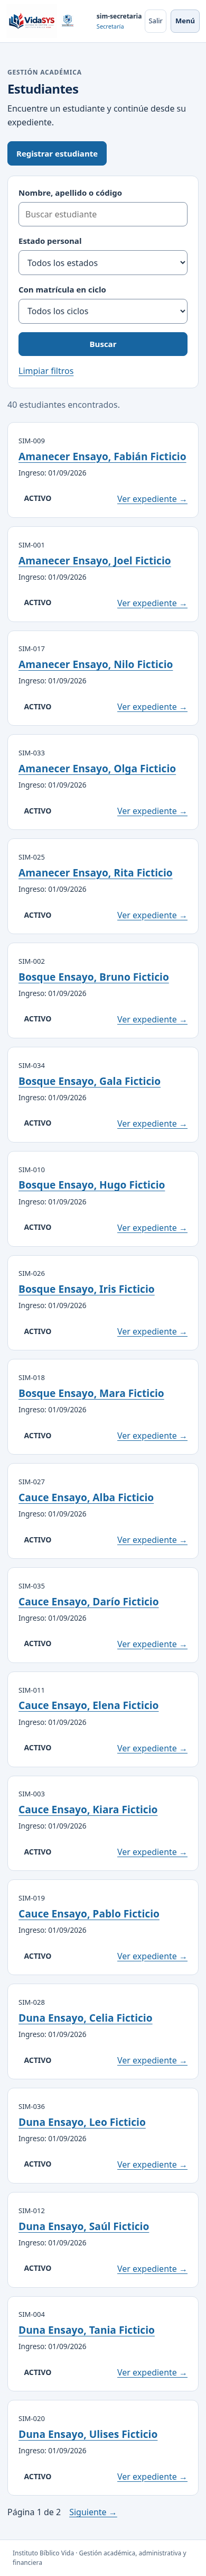 VidaSYS
sim-secretaria
Secretaría
Salir
Menú
GESTIÓN ACADÉMICA
Estudiantes
Encuentre un estudiante y continúe desde su
expediente.
Registrar estudiante
Nombre, apellido o código
Buscar estudiante
Estado personal
Todos los estados
Con matrícula en ciclo
Todos los ciclos
Buscar
Limpiar filtros
40 estudiantes encontrados.
SIM-009
Amanecer Ensayo, Fabián Ficticio
Ingreso: 01/09/2026
ACTIVO
Ver expediente →
SIM-001
Amanecer Ensayo, Joel Ficticio
Ingreso: 01/09/2026
ACTIVO
Ver expediente →
SIM-017
Amanecer Ensayo, Nilo Ficticio
Ingreso: 01/09/2026
ACTIVO
Ver expediente →
SIM-033
Amanecer Ensayo, Olga Ficticio
Ingreso: 01/09/2026
ACTIVO
Ver expediente →
SIM-025
Amanecer Ensayo, Rita Ficticio
Ingreso: 01/09/2026
ACTIVO
Ver expediente →
SIM-002
Bosque Ensayo, Bruno Ficticio
Ingreso: 01/09/2026
ACTIVO
Ver expediente →
SIM-034
Bosque Ensayo, Gala Ficticio
Ingreso: 01/09/2026
ACTIVO
Ver expediente →
SIM-010
Bosque Ensayo, Hugo Ficticio
Ingreso: 01/09/2026
ACTIVO
Ver expediente →
SIM-026
Bosque Ensayo, Iris Ficticio
Ingreso: 01/09/2026
ACTIVO
Ver expediente →
SIM-018
Bosque Ensayo, Mara Ficticio
Ingreso: 01/09/2026
ACTIVO
Ver expediente →
SIM-027
Cauce Ensayo, Alba Ficticio
Ingreso: 01/09/2026
ACTIVO
Ver expediente →
SIM-035
Cauce Ensayo, Darío Ficticio
Ingreso: 01/09/2026
ACTIVO
Ver expediente →
SIM-011
Cauce Ensayo, Elena Ficticio
Ingreso: 01/09/2026
ACTIVO
Ver expediente →
SIM-003
Cauce Ensayo, Kiara Ficticio
Ingreso: 01/09/2026
ACTIVO
Ver expediente →
SIM-019
Cauce Ensayo, Pablo Ficticio
Ingreso: 01/09/2026
ACTIVO
Ver expediente →
SIM-028
Duna Ensayo, Celia Ficticio
Ingreso: 01/09/2026
ACTIVO
Ver expediente →
SIM-036
Duna Ensayo, Leo Ficticio
Ingreso: 01/09/2026
ACTIVO
Ver expediente →
SIM-012
Duna Ensayo, Saúl Ficticio
Ingreso: 01/09/2026
ACTIVO
Ver expediente →
SIM-004
Duna Ensayo, Tania Ficticio
Ingreso: 01/09/2026
ACTIVO
Ver expediente →
SIM-020
Duna Ensayo, Ulises Ficticio
Ingreso: 01/09/2026
ACTIVO
Ver expediente →
Página 1 de 2
Siguiente →
Instituto Bíblico Vida · Gestión académica, administrativa y
financiera